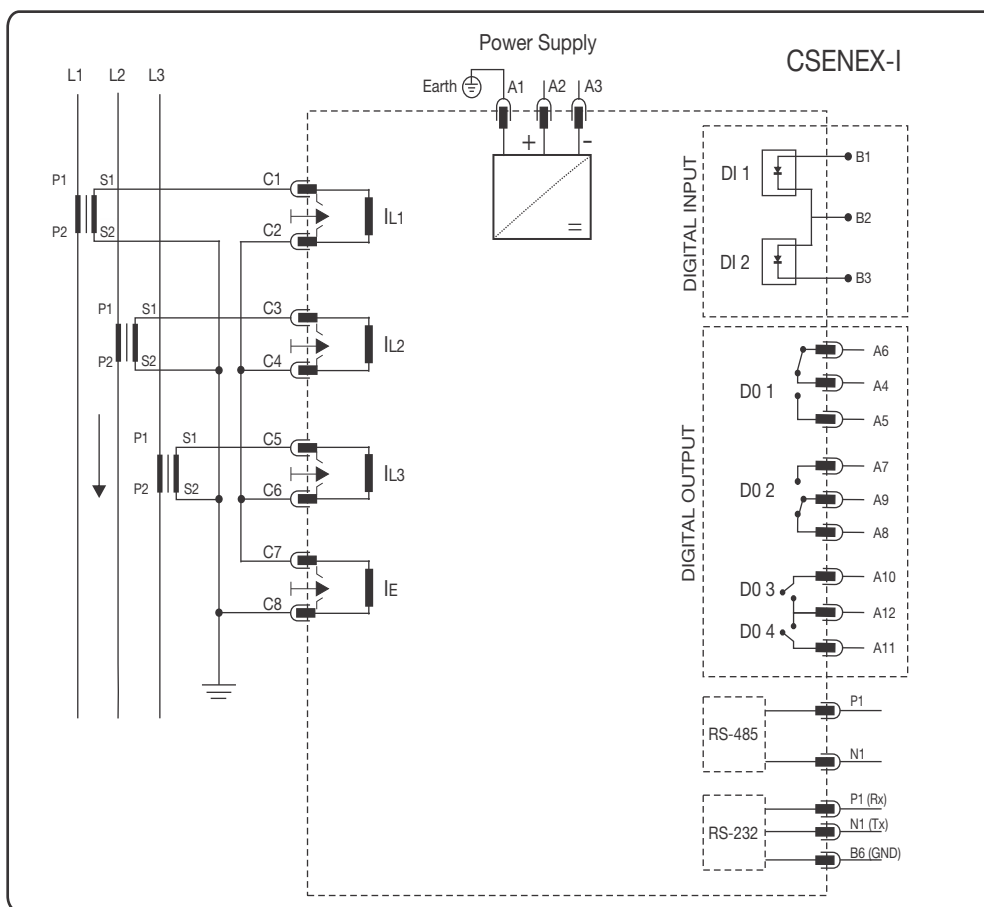 Power Supply
CSENEX-I
L1 L2 L3
Earth A1 A2 A3
+ -
=
P1 S1 C1
P2 S2 C2
IL1
P1 S1 C3
P2 S2 C4
IL2
P1 S1 C5
P2 S2 C6
IL3
C7
C8
IE
DIGITAL INPUT
DI 1
B1
B2
DI 2
B3
DIGITAL OUTPUT
D0 1
A6
A4
A5
D0 2
A7
A9
A8
D0 3
A10
A12
D0 4
A11
RS-485
P1
N1
RS-232
P1 (Rx)
N1 (Tx)
B6 (GND)